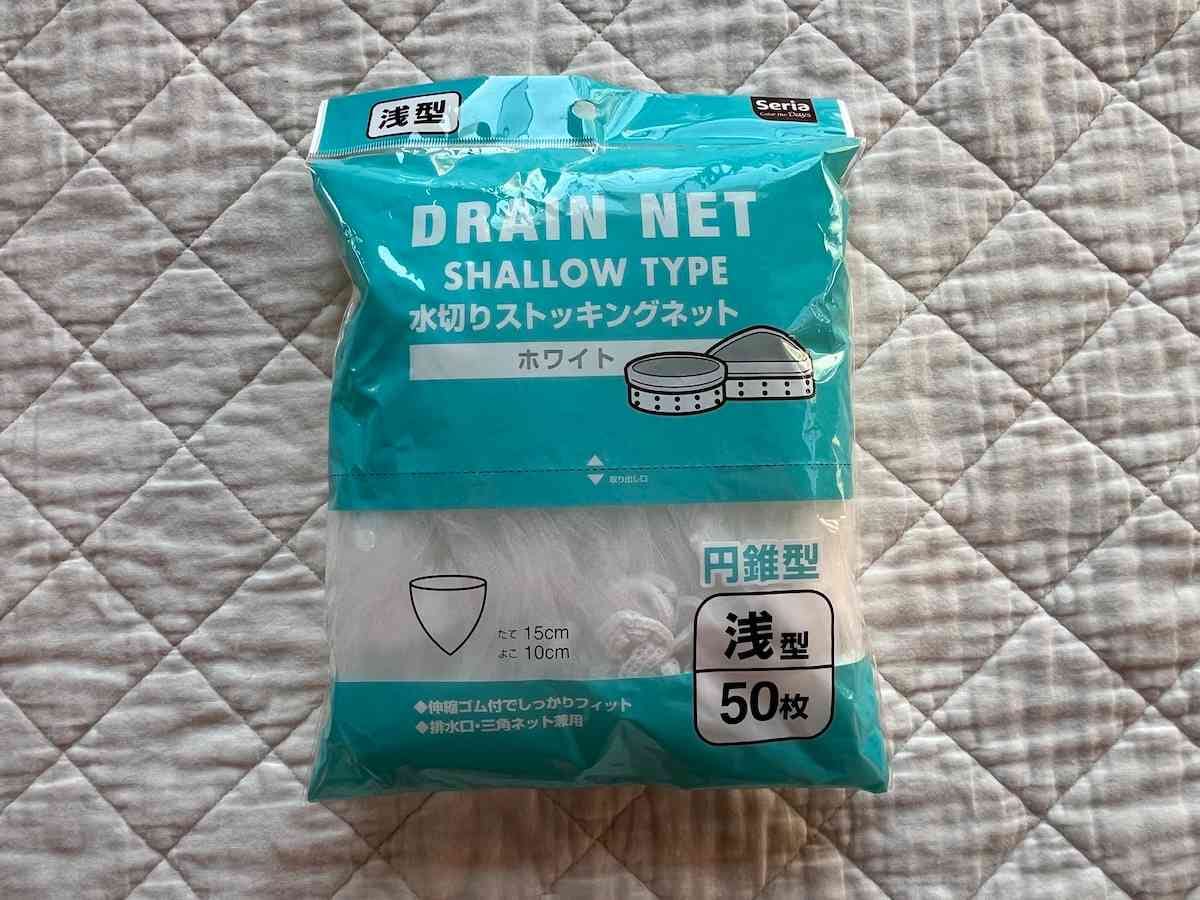 浅型
Seria
Color the Days
DRAIN NET
SHALLOW TYPE
水切りストッキングネット
ホワイト
取り出し口
円錐型
浅型
50枚
たて 15cm
よこ 10cm
◆伸縮ゴム付でしっかりフィット
◆排水口・三角ネット兼用